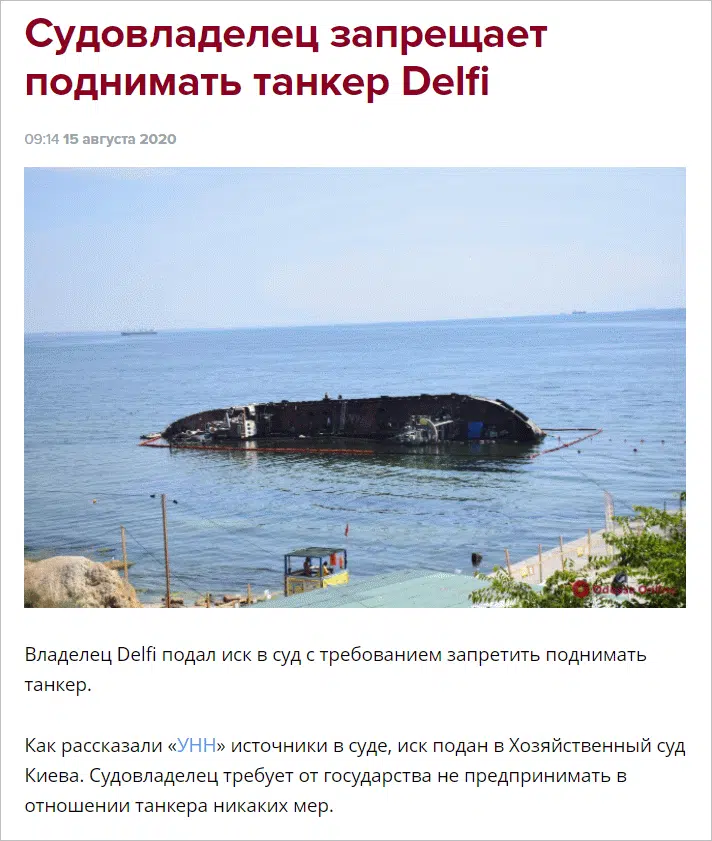 Судовладелец запрещает
поднимать танкер Delfi
09:14 15 августа 2020
Odessa Online
Владелец Delfi подал иск в суд с требованием запретить поднимать
танкер.
Как рассказали «УНН» источники в суде, иск подан в Хозяйственный суд
Киева. Судовладелец требует от государства не предпринимать в
отношении танкера никаких мер.